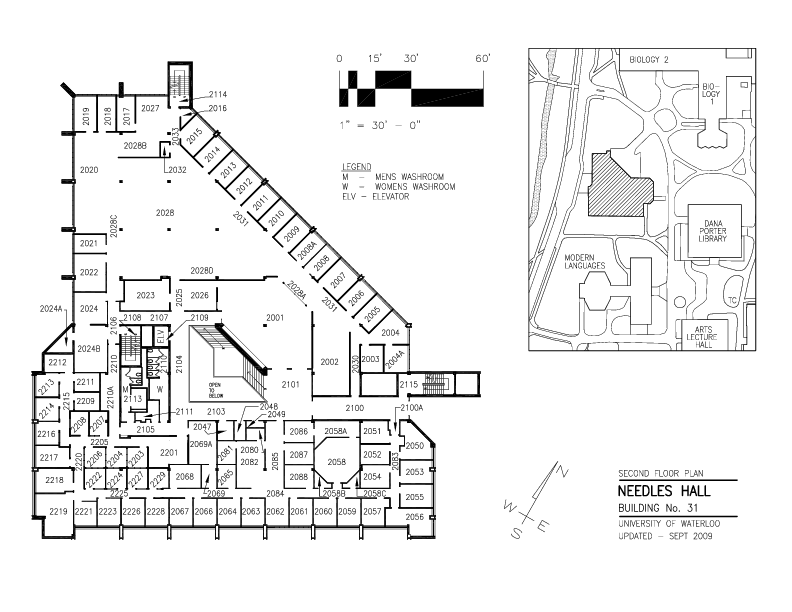 0 15' 30' 60'
1" = 30' - 0"
LEGEND
M - MENS WASHROOM
W - WOMENS WASHROOM
ELV - ELEVATOR
BIOLOGY 2
BIO-
LOGY
1
DANA
PORTER
LIBRARY
MODERN
LANGUAGES
TC
ARTS
LECTURE
HALL
2114
2016
2019 2018 2017 2027
2033
2015
2028B
2014
2032
2013
2020
2012
2011
2028
2010
2028C
2031
2009
2021
2008A
2008
2022
2028D
2007
2028A
2006
2023 2025 2026
2031
2005
2024A
2024
2108 2107 2109
2001
2004
2106
ELV
2024B
2110
2104
2002 2030 2003 2004A
2212
2210
2213 2215 2211
OPEN
TO
BELOW
2101
2115
M W
2113
2210A
2209
2214
2111 2103
2048
2049
2100 2100A
2208 2207
2216
2105
2047
2086 2058A 2051
2205
2069A
2050
2217 2220 2206 2204 2203 2201
2081 2080 2082 2085 2087 2058 2052 2083
2218 2222 2224 2227 2229 2068 2065 2088 2054 2053
2225 2069 2084 2058B 2058C 2055
2219 2221 2223 2226 2228 2067 2066 2064 2063 2062 2061 2060 2059 2057 2056
N
W
E
S
SECOND FLOOR PLAN
NEEDLES HALL
BUILDING No. 31
UNIVERSITY OF WATERLOO
UPDATED - SEPT 2009